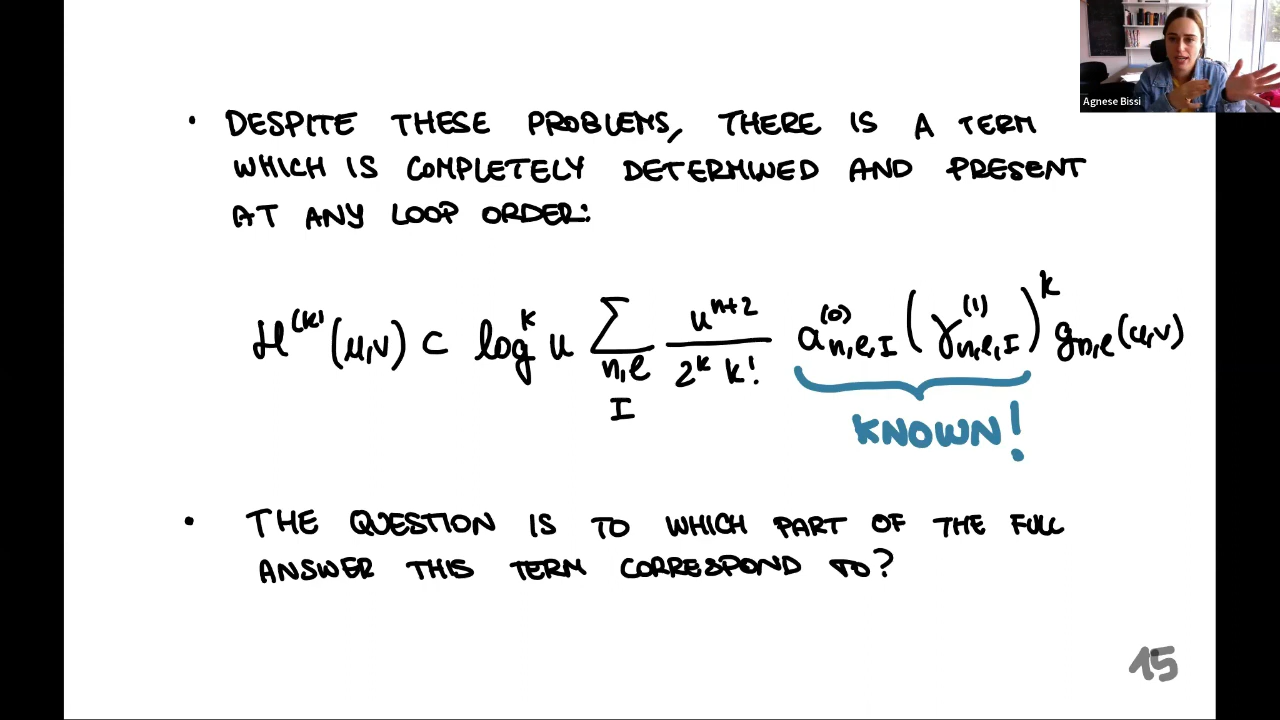 Agnese Bissi
• DESPITE THESE PROBLEMS, THERE IS A TERM
WHICH IS COMPLETELY DETERMINED AND PRESENT
AT ANY LOOP ORDER:
H^{(k)}(u,v) ⊂ log^k u ∑_{n,ℓ,I} \frac{u^{n+2}}{2^k k!} a^{(0)}_{n,ℓ,I} (γ^{(1)}_{n,ℓ,I})^k g_{n,ℓ}(u,v)
KNOWN!
• THE QUESTION IS TO WHICH PART OF THE FULL
ANSWER THIS TERM CORRESPOND TO?
15